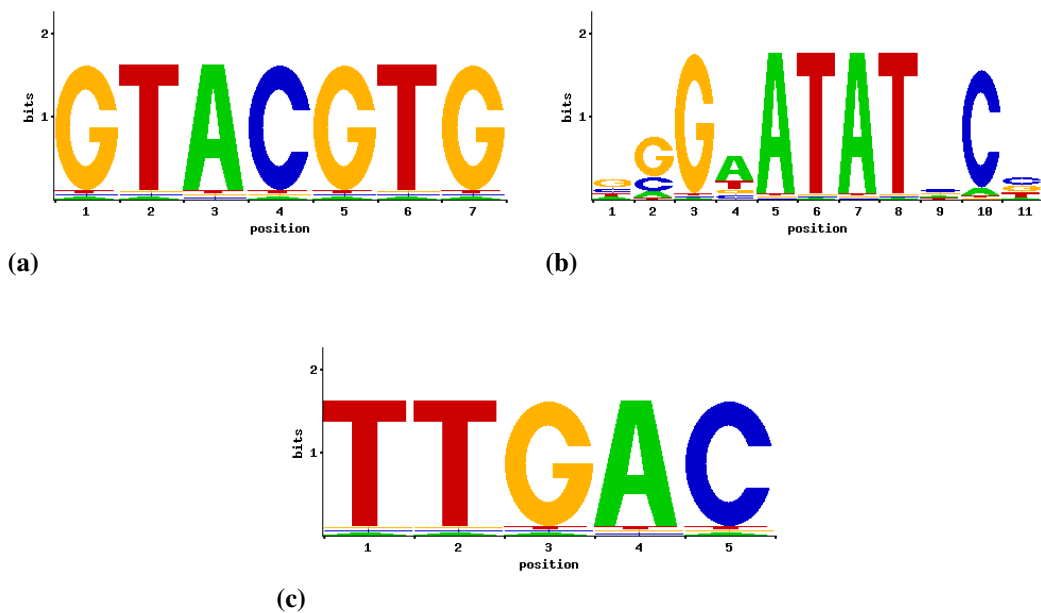 2
1
bits
GTACGTG
1 2 3 4 5 6 7
position
(a)
2
1
bits
GGAATATC
1 2 3 4 5 6 7 8 9 10 11
position
(b)
2
1
bits
TTGAC
1 2 3 4 5
position
(c)